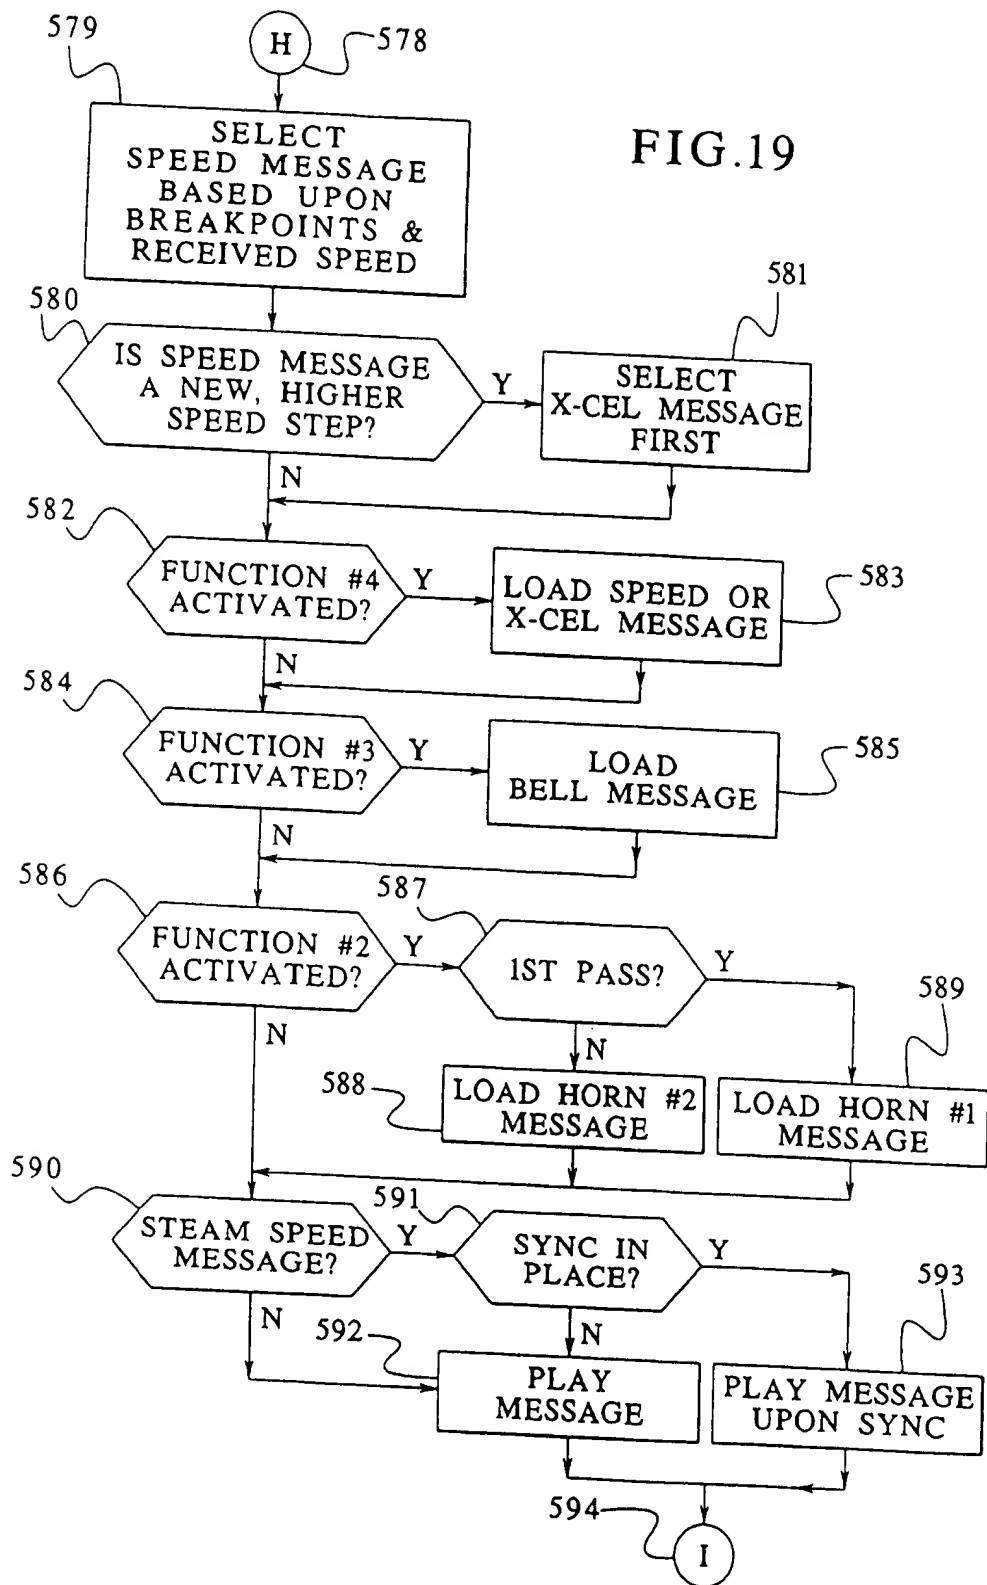 579
H
578
FIG.19
SELECT
SPEED MESSAGE
BASED UPON
BREAKPOINTS &
RECEIVED SPEED
580
581
IS SPEED MESSAGE
A NEW, HIGHER
SPEED STEP?
Y
SELECT
X-CEL MESSAGE
FIRST
N
582
FUNCTION #4
ACTIVATED?
Y
LOAD SPEED OR
X-CEL MESSAGE
583
N
584
FUNCTION #3
ACTIVATED?
Y
LOAD
BELL MESSAGE
585
N
586
587
FUNCTION #2
ACTIVATED?
Y
1ST PASS?
Y
589
N
N
588
LOAD HORN #2
MESSAGE
LOAD HORN #1
MESSAGE
590
591
STEAM SPEED
MESSAGE?
Y
SYNC IN
PLACE?
Y
593
N
592
N
PLAY
MESSAGE
PLAY MESSAGE
UPON SYNC
594
I